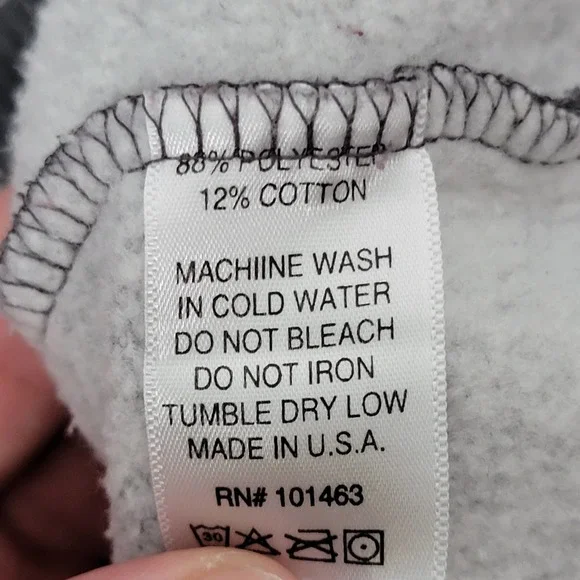 88% POLYESTER
12% COTTON
MACHIINE WASH
IN COLD WATER
DO NOT BLEACH
DO NOT IRON
TUMBLE DRY LOW
MADE IN U.S.A.
RN# 101463
30